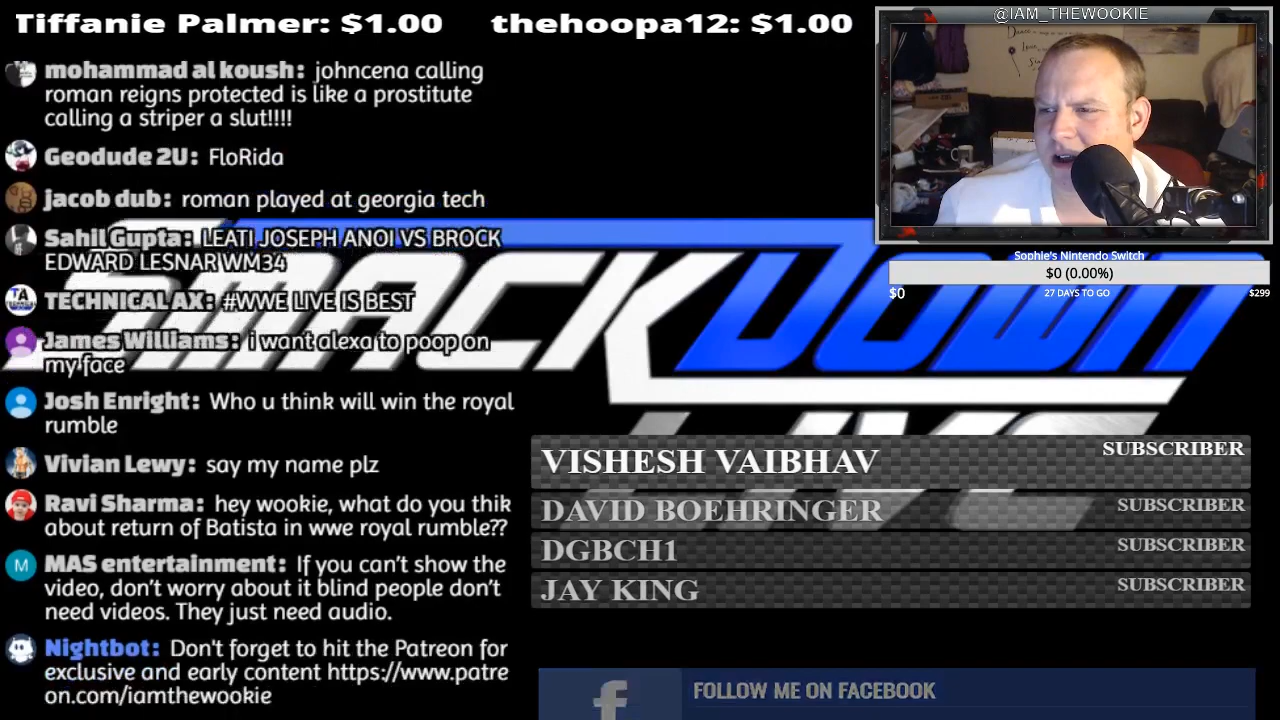 Tiffanie Palmer: $1.00 thehoopa12: $1.00
@IAM_THEWOOKIE
mohammad al koush: johncena calling
roman reigns protected is like a prostitute
calling a striper a slut!!!!
Geodude 2U: FloRida
jacob dub: roman played at georgia tech
Sahil Gupta: LEATI JOSEPH ANOI VS BROCK
EDWARD LESNAR WM34
TECHNICAL AX: #WWE LIVE IS BEST
James Williams: i want alexa to poop on
my face
Josh Enright: Who u think will win the royal
rumble
Vivian Lewy: say my name plz
Ravi Sharma: hey wookie, what do you thik
about return of Batista in wwe royal rumble??
MAS entertainment: If you can't show the
video, don't worry about it blind people don't
need videos. They just need audio.
Nightbot: Don't forget to hit the Patreon for
exclusive and early content https://www.patre
on.com/iamthewookie
Sophie's Nintendo Switch
$0 (0.00%)
$0 27 DAYS TO GO $299
SMACKDOWN
LIVE
VISHESH VAIBHAV SUBSCRIBER
DAVID BOEHRINGER SUBSCRIBER
DGBCH1 SUBSCRIBER
JAY KING SUBSCRIBER
f FOLLOW ME ON FACEBOOK